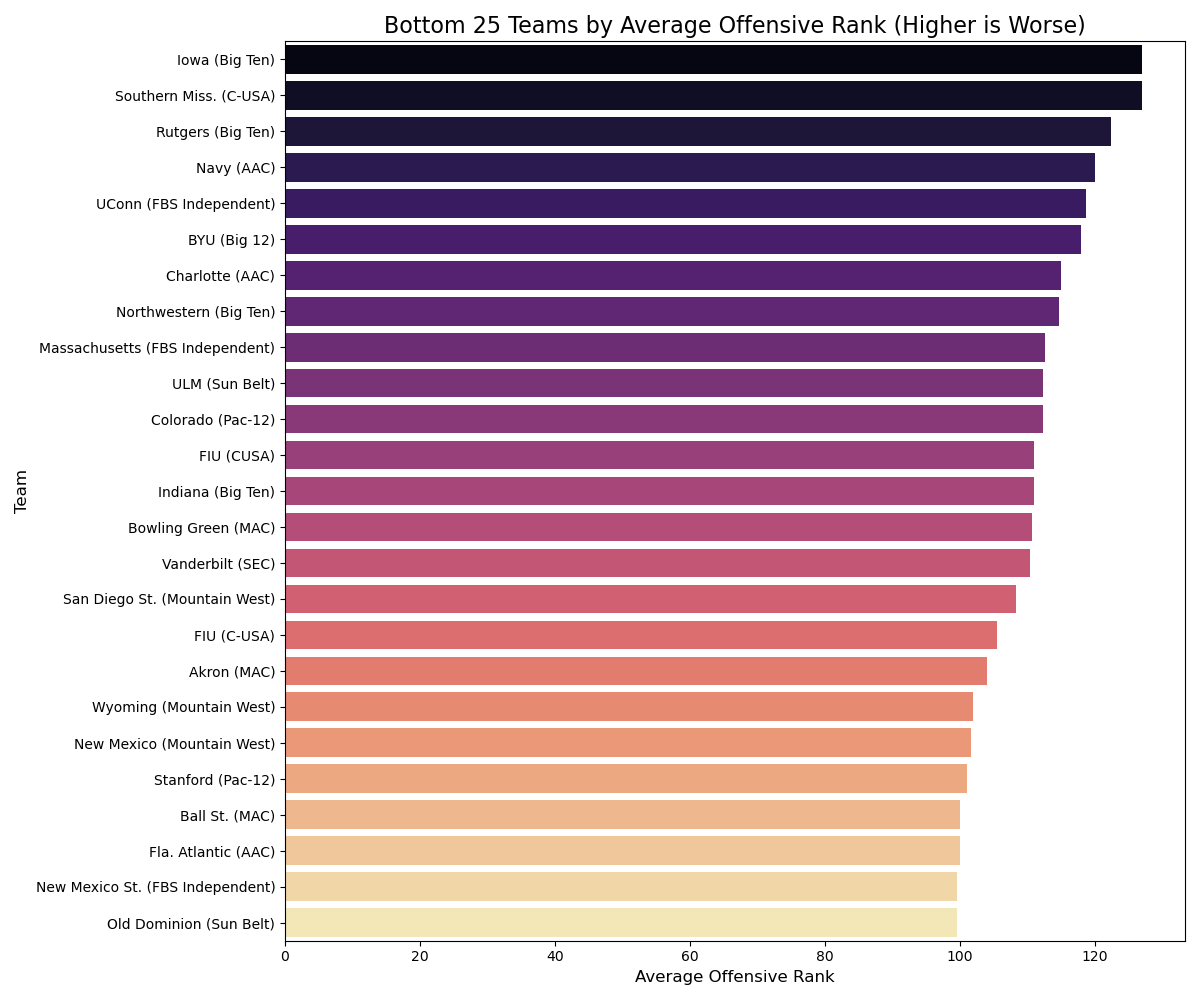 Bottom 25 Teams by Average Offensive Rank (Higher is Worse)
Iowa (Big Ten)
Southern Miss. (C-USA)
Rutgers (Big Ten)
Navy (AAC)
UConn (FBS Independent)
BYU (Big 12)
Charlotte (AAC)
Northwestern (Big Ten)
Massachusetts (FBS Independent)
ULM (Sun Belt)
Colorado (Pac-12)
FIU (CUSA)
Indiana (Big Ten)
Bowling Green (MAC)
Vanderbilt (SEC)
San Diego St. (Mountain West)
FIU (C-USA)
Akron (MAC)
Wyoming (Mountain West)
New Mexico (Mountain West)
Stanford (Pac-12)
Ball St. (MAC)
Fla. Atlantic (AAC)
New Mexico St. (FBS Independent)
Old Dominion (Sun Belt)
Team
0 20 40 60 80 100 120
Average Offensive Rank